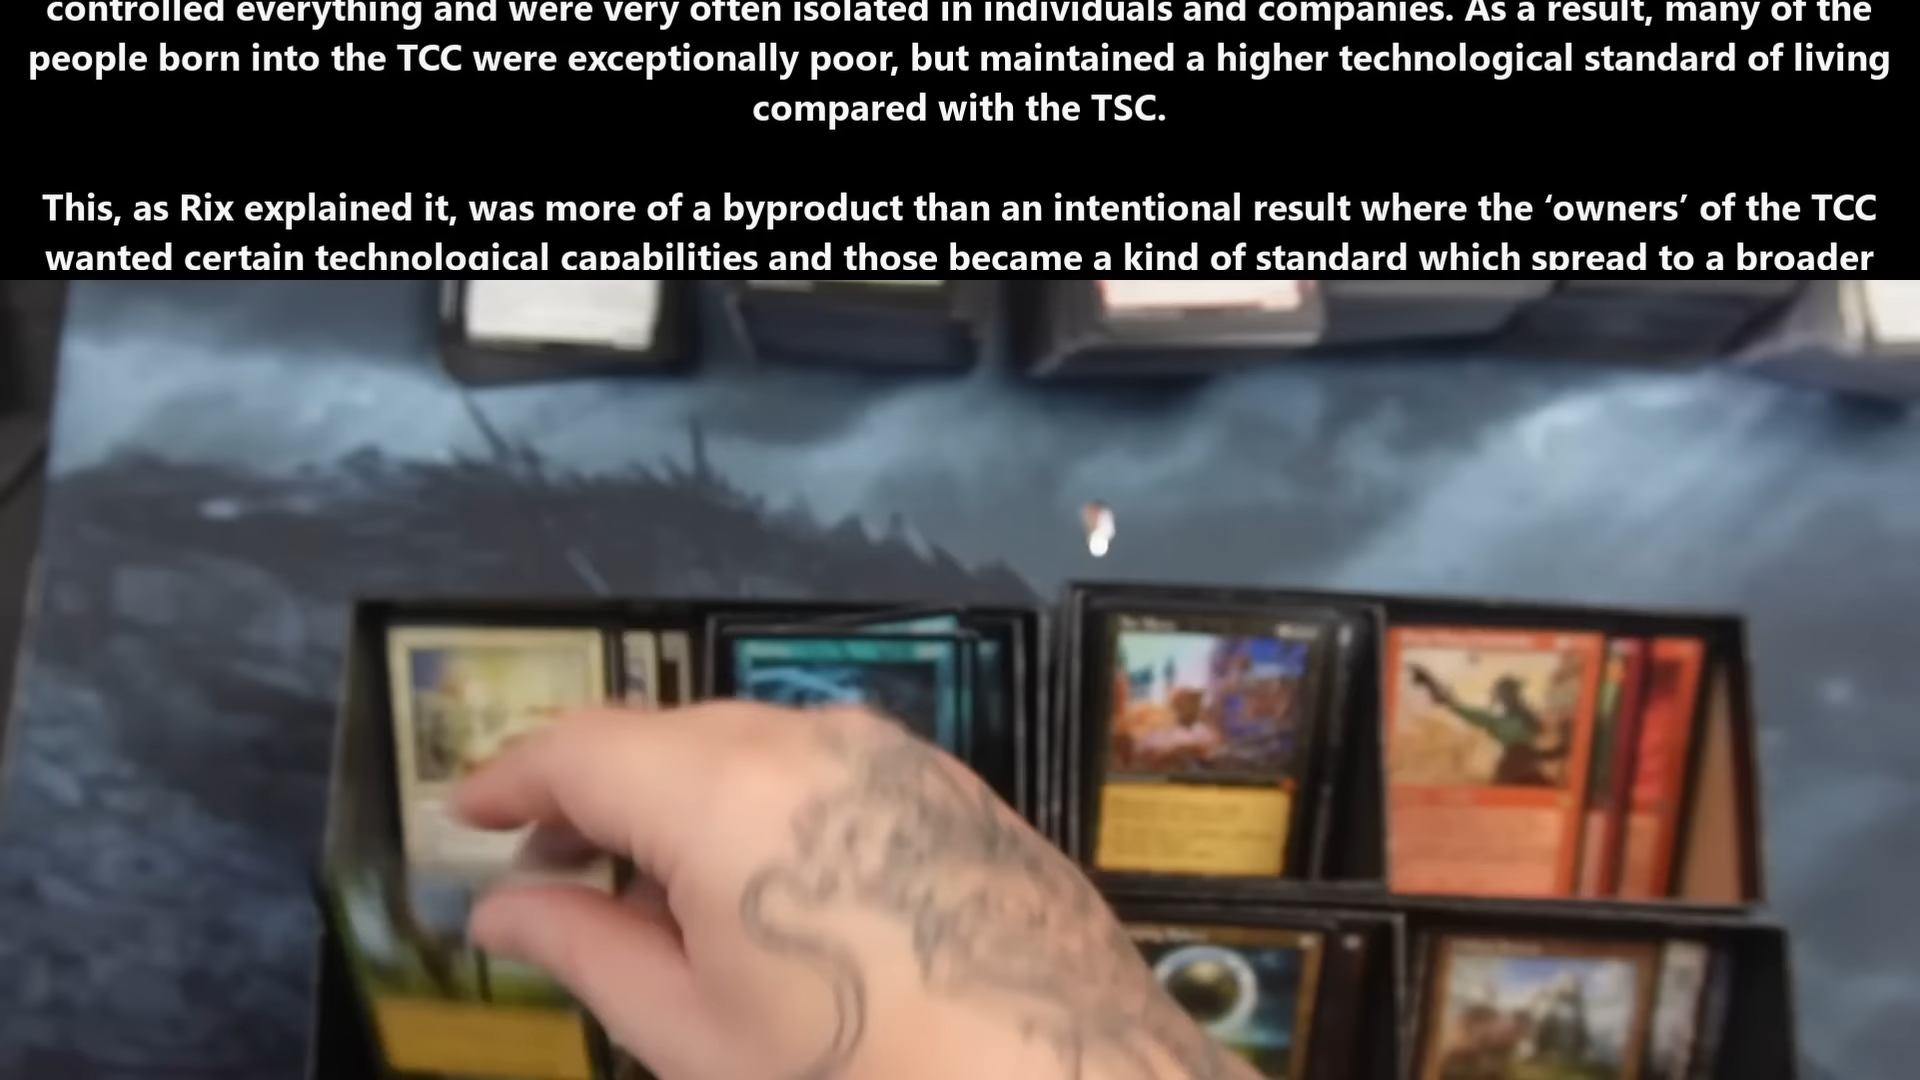 controlled everything and were very often isolated in individuals and companies. As a result, many of the
people born into the TCC were exceptionally poor, but maintained a higher technological standard of living
compared with the TSC.
This, as Rix explained it, was more of a byproduct than an intentional result where the ‘owners’ of the TCC
wanted certain technological capabilities and those became a kind of standard which spread to a broader